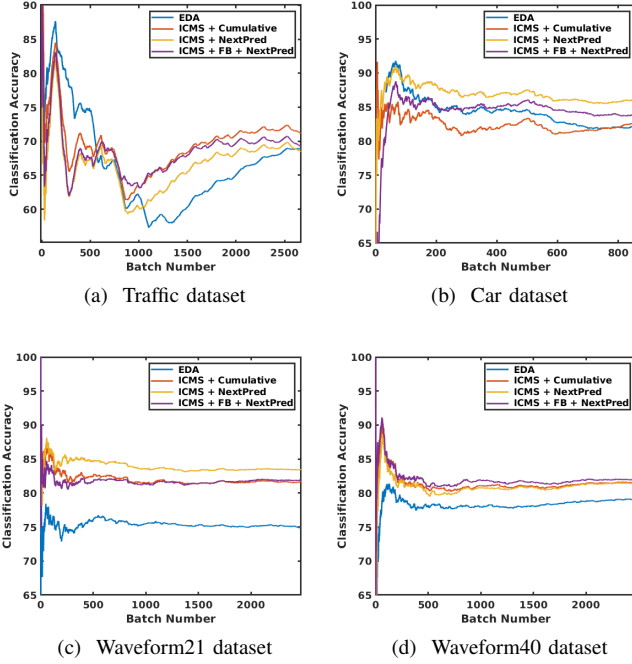 90
85
80
75
70
65
60
0
500
1000
1500
2000
2500
Classification Accuracy
Batch Number
EDA
ICMS + Cumulative
ICMS + NextPred
ICMS + FB + NextPred
(a) Traffic dataset
100
95
90
85
80
75
70
65
0
200
400
600
800
Classification Accuracy
Batch Number
EDA
ICMS + Cumulative
ICMS + NextPred
ICMS + FB + NextPred
(b) Car dataset
100
95
90
85
80
75
70
65
0
500
1000
1500
2000
Classification Accuracy
Batch Number
EDA
ICMS + Cumulative
ICMS + NextPred
ICMS + FB + NextPred
(c) Waveform21 dataset
100
95
90
85
80
75
70
65
0
500
1000
1500
2000
Classification Accuracy
Batch Number
EDA
ICMS + Cumulative
ICMS + NextPred
ICMS + FB + NextPred
(d) Waveform40 dataset